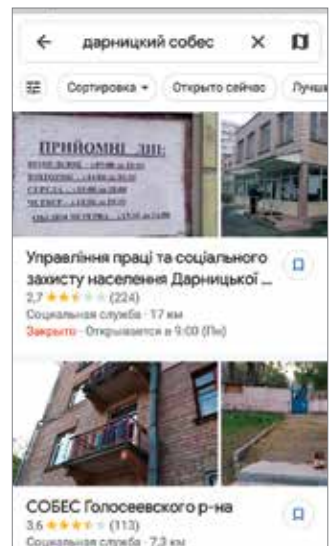 дарницкий собес
Сортировка
Открыто сейчас
Лучш
ПРИЙОМНІ ДНІ:
СЕРЕДА
ЧЕТВЕР
Управління праці та соціального
захисту населення Дарницької ...
2,7 (224)
Социальная служба · 17 км
Закрыто · Открывается в 9:00 (Пн)
СОБЕС Голосеевского р-на
3,6 (113)
Социальная служба · 7,3 км